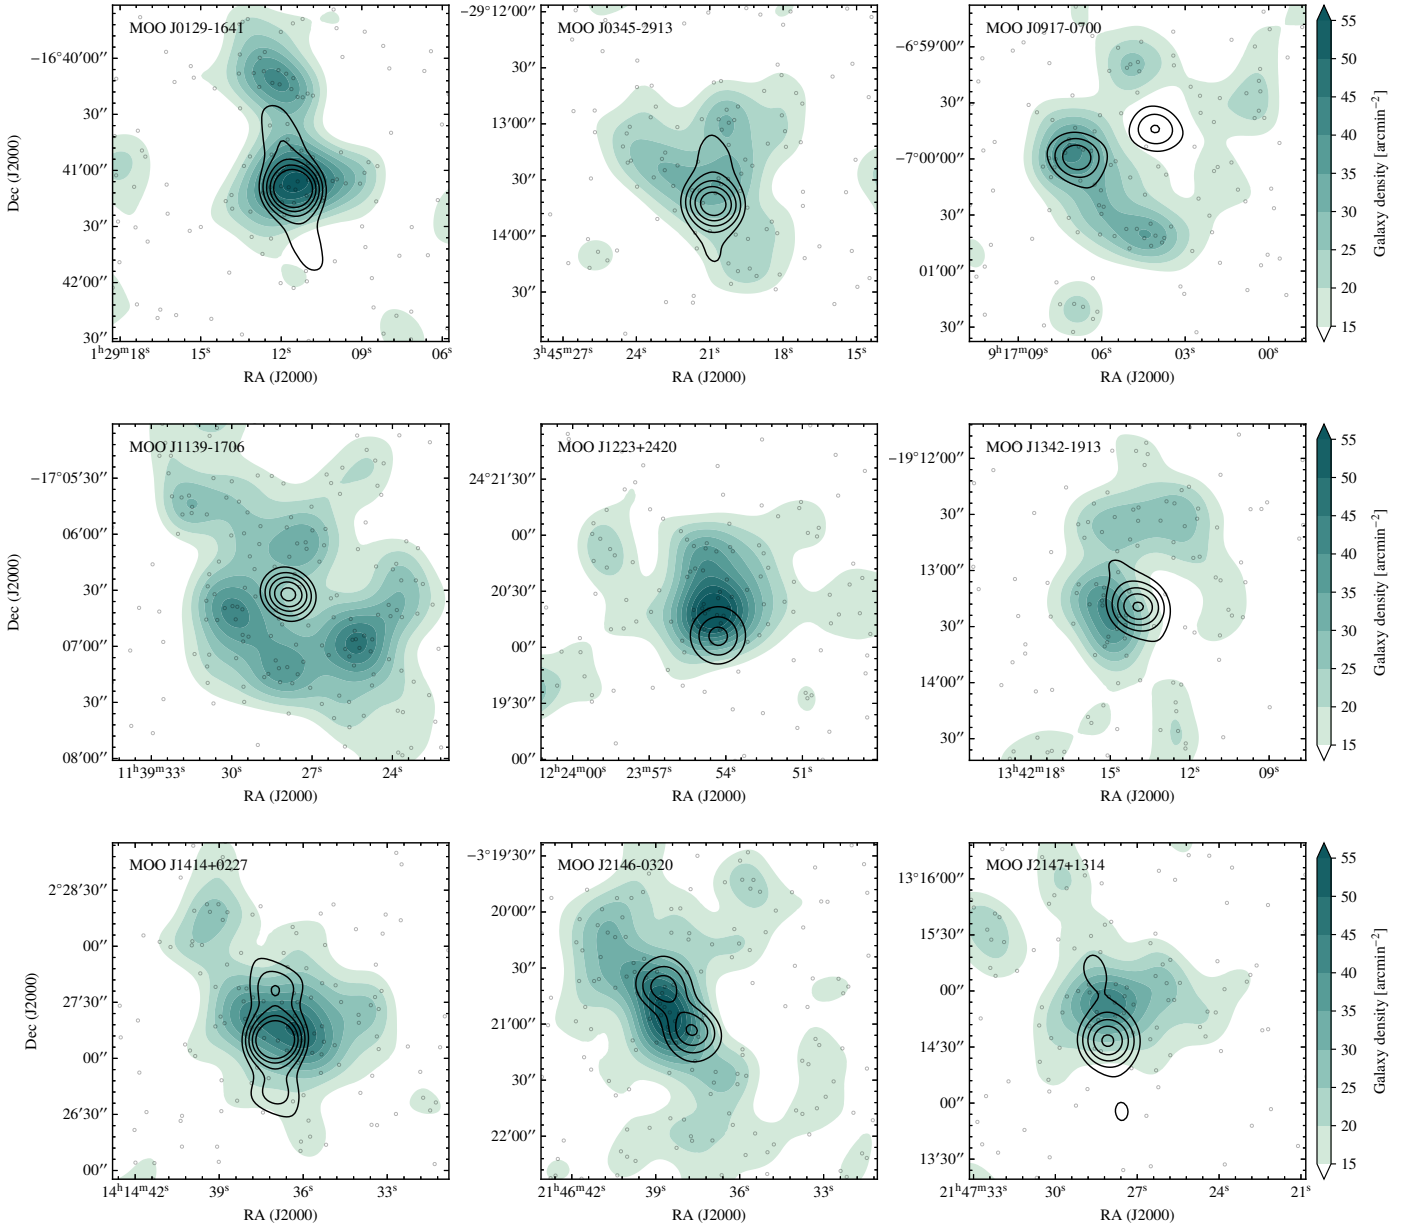 MOO J0129-1641
−16°40′00″
30″
41′00″
30″
42′00″
30″
Dec (J2000)
1ʰ29ᵐ18ˢ 15ˢ 12ˢ 09ˢ 06ˢ
RA (J2000)
MOO J0345-2913
−29°12′00″
30″
13′00″
30″
14′00″
30″
3ʰ45ᵐ27ˢ 24ˢ 21ˢ 18ˢ 15ˢ
RA (J2000)
MOO J0917-0700
−6°59′00″
30″
−7°00′00″
30″
01′00″
30″
9ʰ17ᵐ09ˢ 06ˢ 03ˢ 00ˢ
RA (J2000)
55
50
45
40
35
30
25
20
15
Galaxy density [arcmin⁻²]
MOO J1139-1706
−17°05′30″
06′00″
30″
07′00″
30″
08′00″
Dec (J2000)
11ʰ39ᵐ33ˢ 30ˢ 27ˢ 24ˢ
RA (J2000)
MOO J1223+2420
24°21′30″
00″
20′30″
00″
19′30″
00″
12ʰ24ᵐ00ˢ 23ᵐ57ˢ 54ˢ 51ˢ
RA (J2000)
MOO J1342-1913
−19°12′00″
30″
13′00″
30″
14′00″
30″
13ʰ42ᵐ18ˢ 15ˢ 12ˢ 09ˢ
RA (J2000)
55
50
45
40
35
30
25
20
15
Galaxy density [arcmin⁻²]
MOO J1414+0227
2°28′30″
00″
27′30″
00″
26′30″
00″
Dec (J2000)
14ʰ14ᵐ42ˢ 39ˢ 36ˢ 33ˢ
RA (J2000)
MOO J2146-0320
−3°19′30″
20′00″
30″
21′00″
30″
22′00″
21ʰ46ᵐ42ˢ 39ˢ 36ˢ 33ˢ
RA (J2000)
MOO J2147+1314
13°16′00″
15′30″
00″
14′30″
00″
13′30″
21ʰ47ᵐ33ˢ 30ˢ 27ˢ 24ˢ 21ˢ
RA (J2000)
55
50
45
40
35
30
25
20
15
Galaxy density [arcmin⁻²]